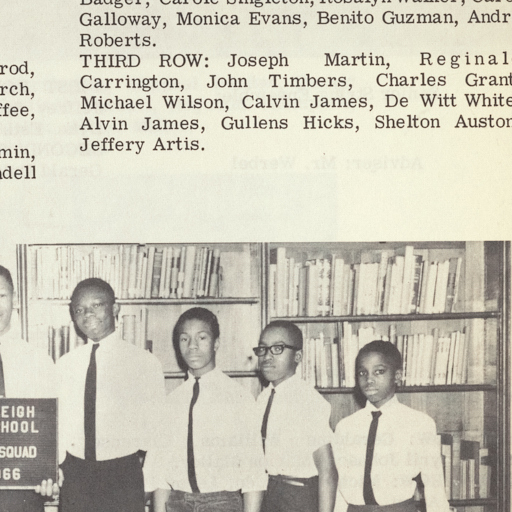 Galloway, Monica Evans, Benito Guzman, Andr
Roberts.
THIRD ROW: Joseph Martin, Reginal
Carrington, John Timbers, Charles Grant
Michael Wilson, Calvin James, De Witt White
Alvin James, Gullens Hicks, Shelton Auston
Jeffery Artis.
rod,
rch,
ffee,
min,
ndell
EIGH
CHOOL
SQUAD
966